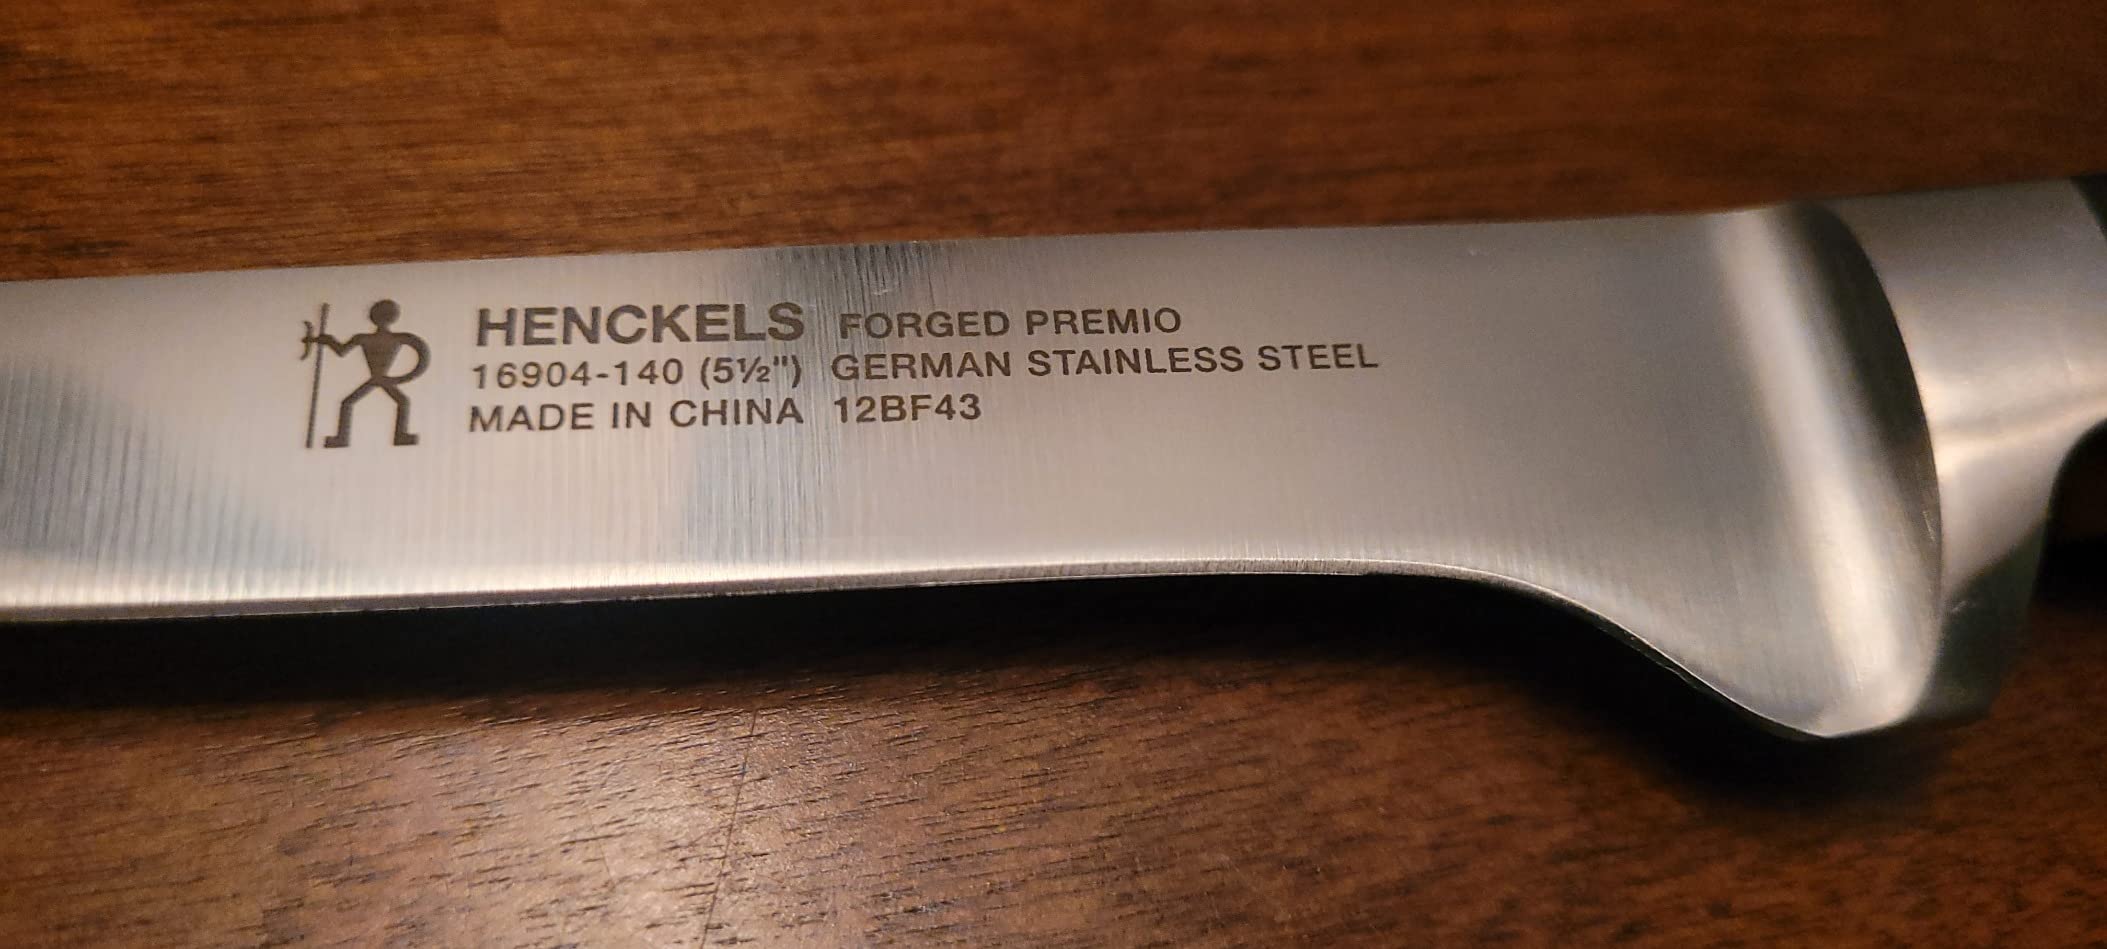 HENCKELS FORGED PREMIO
16904-140 (5½") GERMAN STAINLESS STEEL
MADE IN CHINA 12BF43